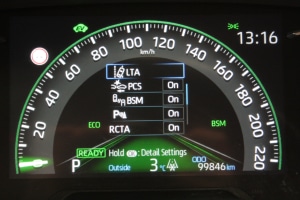 13:16
20
40
60
80
100
120
140
160
180
200
220
km/h
LTA
PCS On
BSM On
On
RCTA On
ECO
BSM
READY Hold : Detail Settings
P Outside 3°C ODO 99846 km